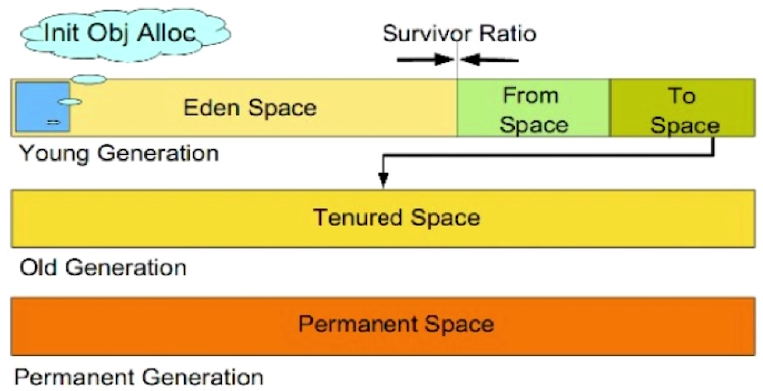 Init Obj Alloc
Survivor Ratio
Eden Space
From
Space
To
Space
Young Generation
Tenured Space
Old Generation
Permanent Space
Permanent Generation